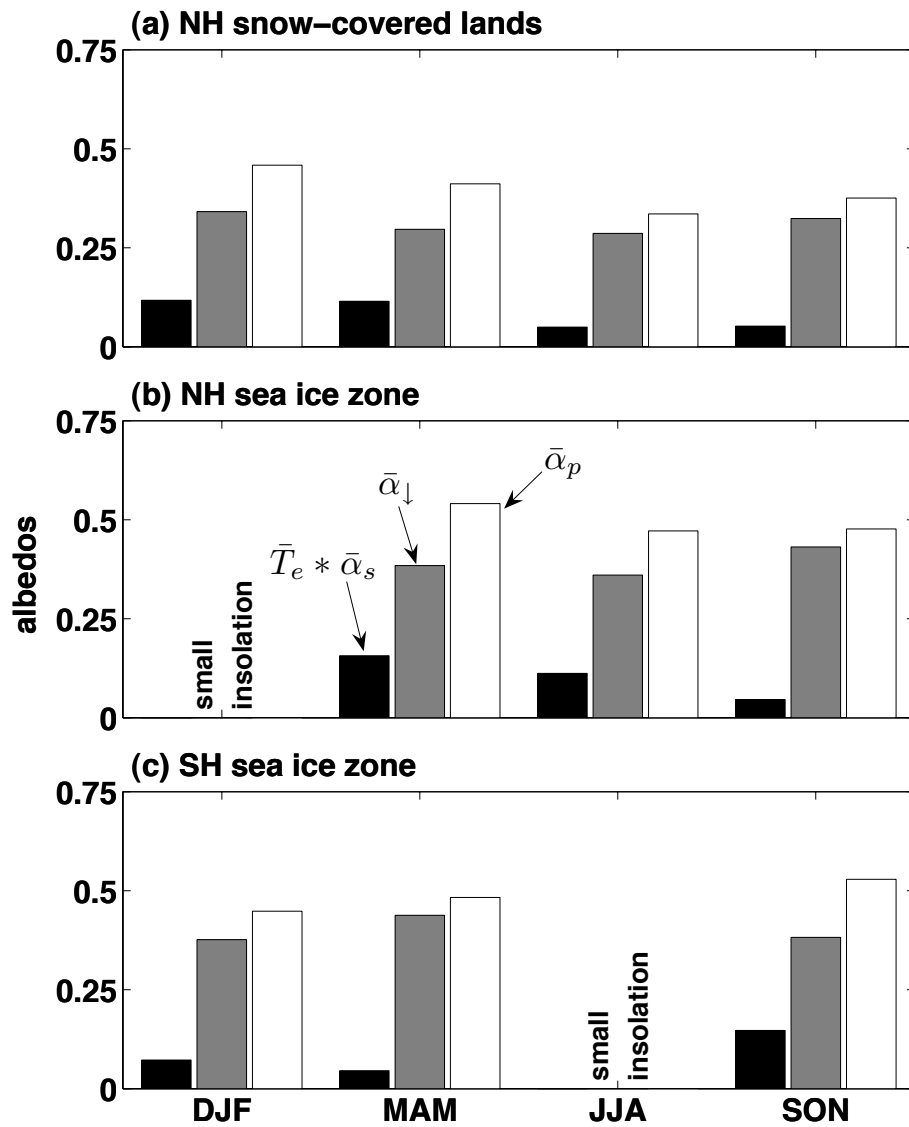 (a) NH snow–covered lands
0.75
0.5
0.25
0
(b) NH sea ice zone
0.75
0.5
0.25
0
albedos
ᾱ↓
ᾱₚ
T̄ₑ ∗ ᾱₛ
small
insolation
(c) SH sea ice zone
0.75
0.5
0.25
0
small
insolation
DJF MAM JJA SON